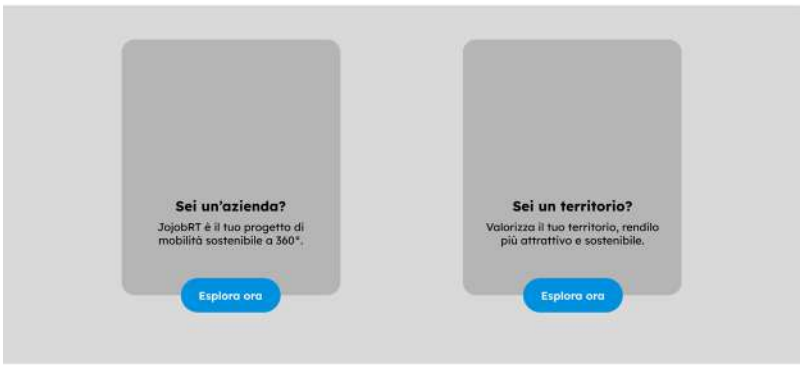 Sei un'azienda?
JojobRT è il tuo progetto di
mobilità sostenibile a 360°.
Esplora ora
Sei un territorio?
Valorizza il tuo territorio, rendilo
più attrattivo e sostenibile.
Esplora ora